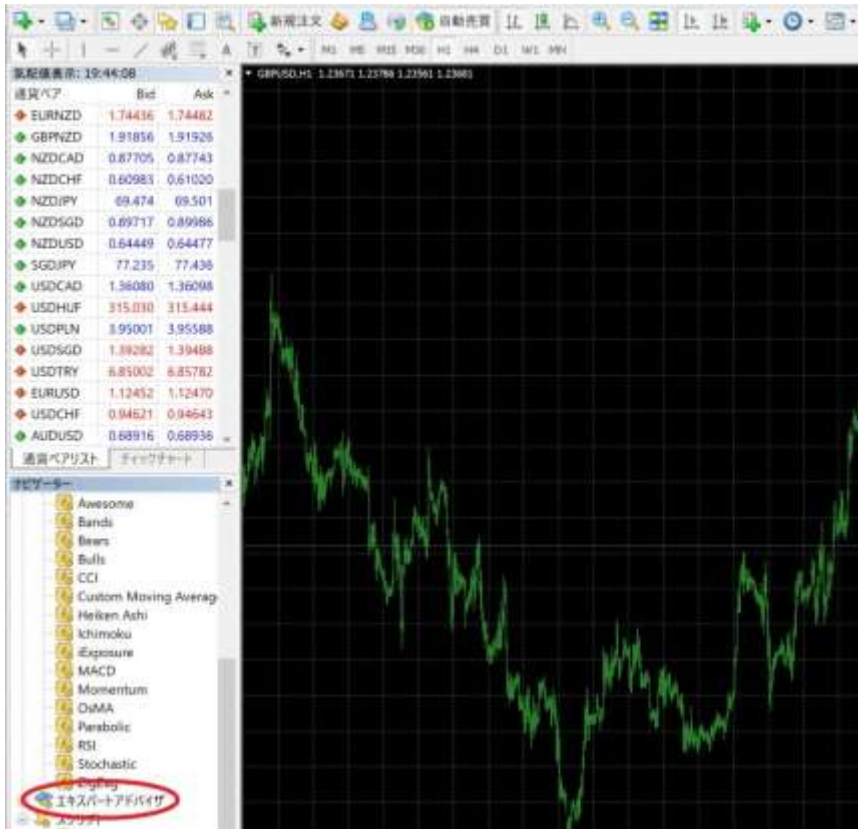 新規注文 自動売買
A T M1 M5 M15 M30 H1 H4 D1 W1 MN
気配値表示: 19:44:08
通貨ペア Bid Ask
EURNZD 1.74436 1.74482
GBPNZD 1.91856 1.91926
NZDCAD 0.87705 0.87743
NZDCHF 0.60983 0.61020
NZDJPY 69.474 69.501
NZDSGD 0.89717 0.89986
NZDUSD 0.64449 0.64477
SGDJPY 77.235 77.436
USDCAD 1.36080 1.36098
USDHUF 315.030 315.444
USDPLN 3.95001 3.95588
USDSGD 1.39282 1.39488
USDTRY 6.85002 6.85782
EURUSD 1.12452 1.12470
USDCHF 0.94621 0.94643
AUDUSD 0.68916 0.68936
通貨ペアリスト ティックチャート
ナビゲーター
Awesome
Bands
Bears
Bulls
CCI
Custom Moving Averag
Heiken Ashi
Ichimoku
iExposure
MACD
Momentum
OsMA
Parabolic
RSI
Stochastic
ZigZag
エキスパートアドバイザ
スクリプト
GBPUSD,H1 1.23671 1.23786 1.23561 1.23661